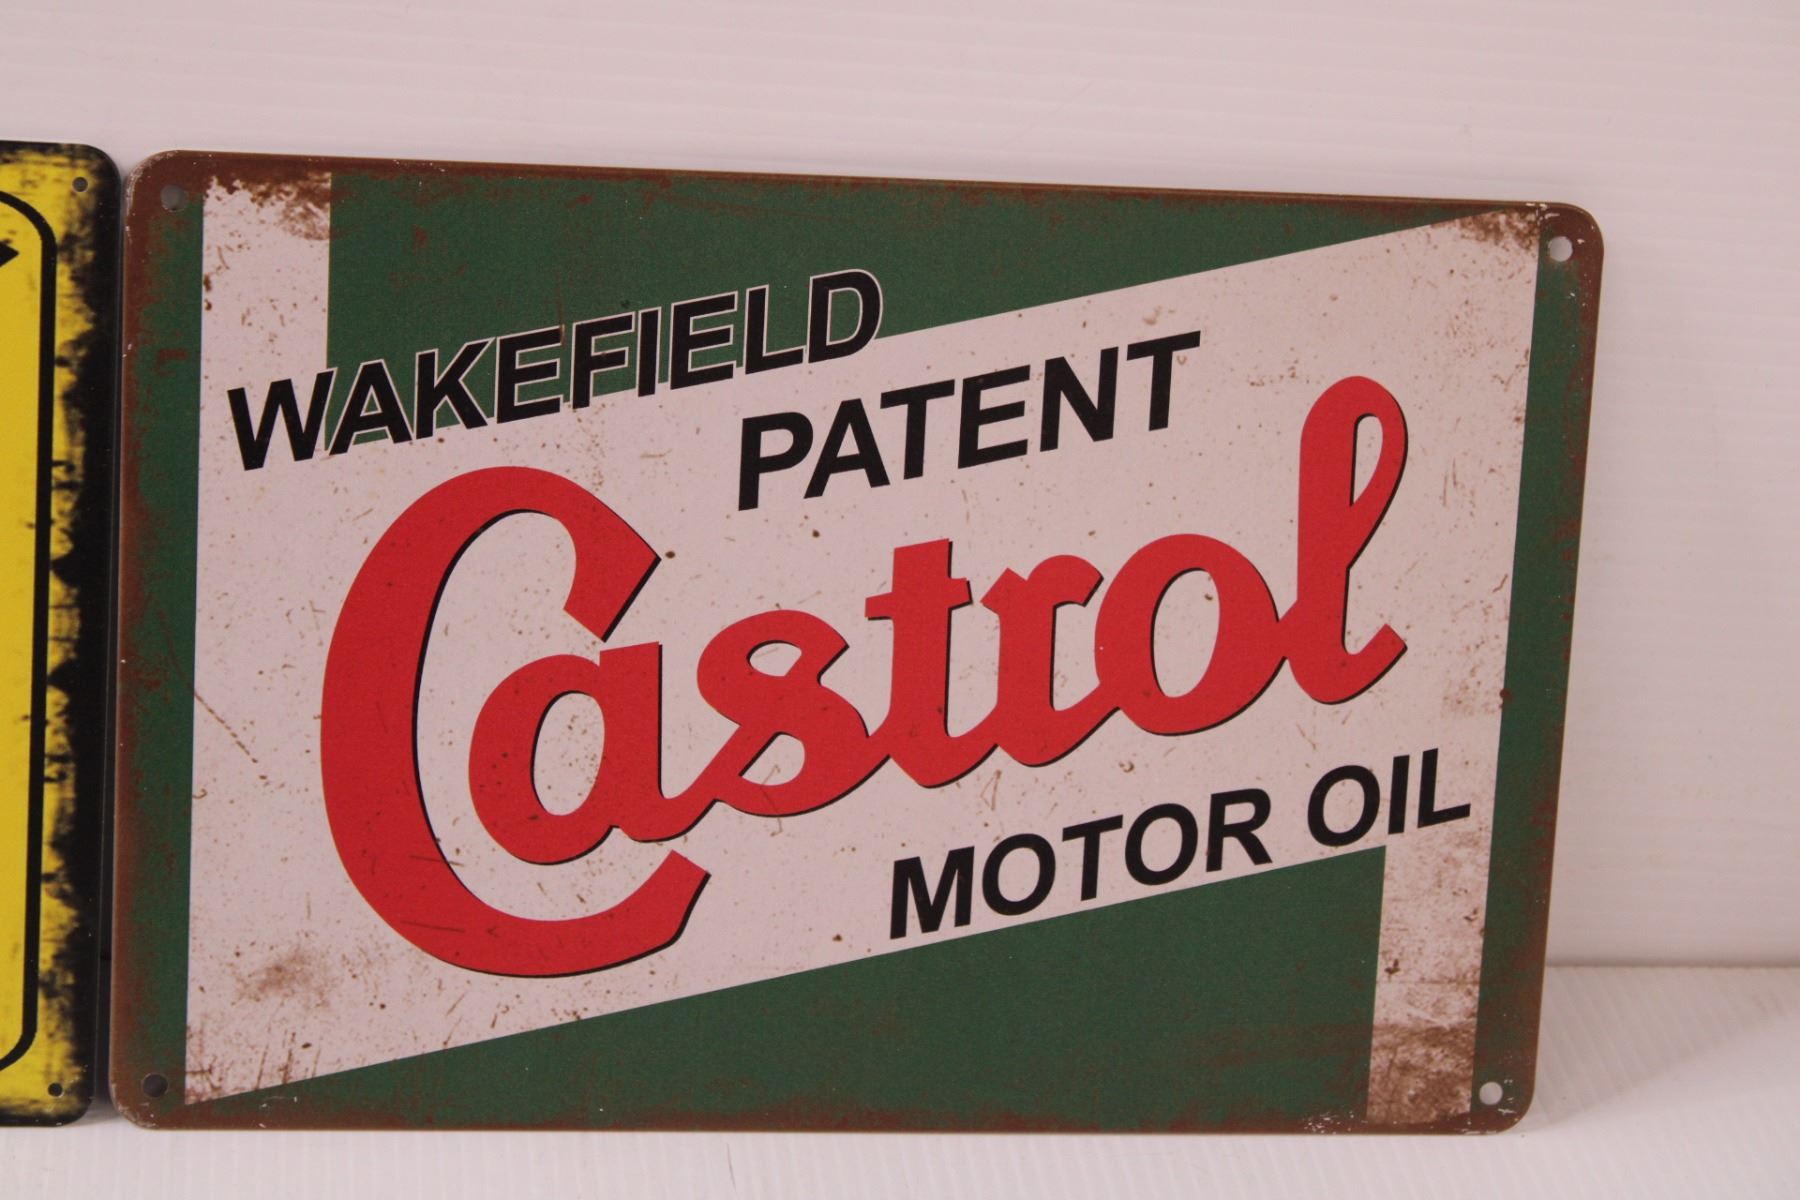 WAKEFIELD
PATENT
Castrol
MOTOR OIL